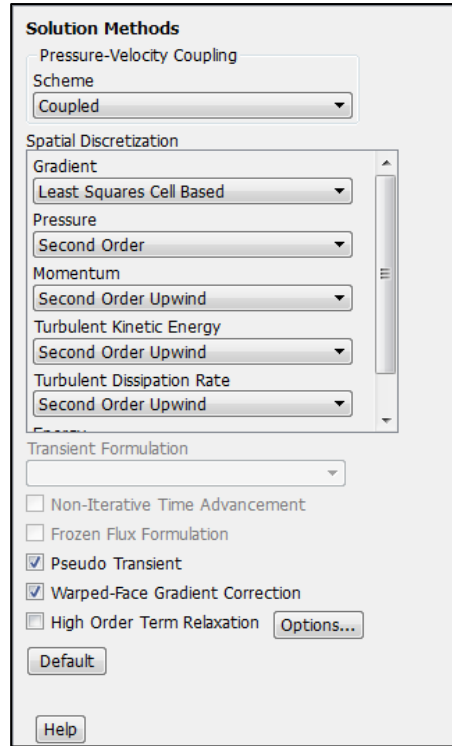 Solution Methods
Pressure-Velocity Coupling
Scheme
Coupled
Spatial Discretization
Gradient
Least Squares Cell Based
Pressure
Second Order
Momentum
Second Order Upwind
Turbulent Kinetic Energy
Second Order Upwind
Turbulent Dissipation Rate
Second Order Upwind
Energy
Transient Formulation
Non-Iterative Time Advancement
Frozen Flux Formulation
Pseudo Transient
Warped-Face Gradient Correction
High Order Term Relaxation Options...
Default
Help